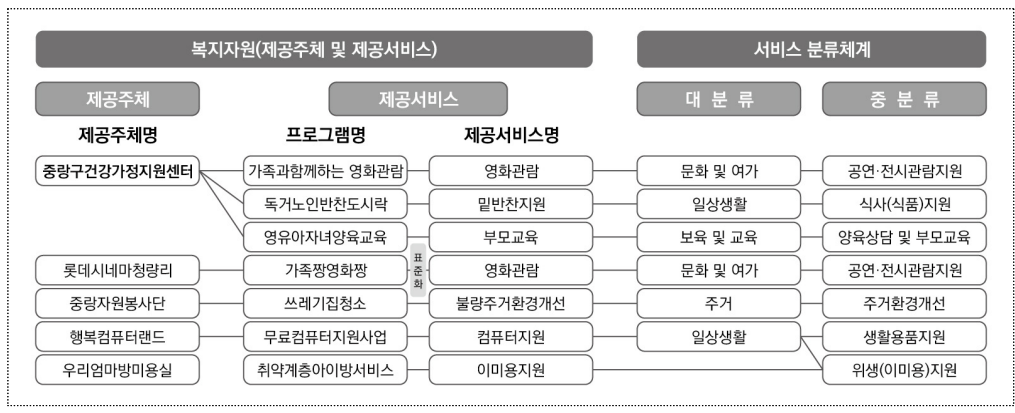 복지자원(제공주체 및 제공서비스) 서비스 분류체계
제공주체 제공서비스 대 분 류 중 분 류
제공주체명 프로그램명 제공서비스명
중랑구건강가정지원센터 가족과함께하는 영화관람 영화관람 문화 및 여가 공연·전시관람지원
독거노인반찬도시락 밑반찬지원 일상생활 식사(식품)지원
영유아자녀양육교육 부모교육 보육 및 교육 양육상담 및 부모교육
표준화
롯데시네마청량리 가족짱영화짱 영화관람 문화 및 여가 공연·전시관람지원
중랑자원봉사단 쓰레기집청소 불량주거환경개선 주거 주거환경개선
행복컴퓨터랜드 무료컴퓨터지원사업 컴퓨터지원 일상생활 생활용품지원
우리엄마방미용실 취약계층아이방서비스 이미용지원 위생(이미용)지원